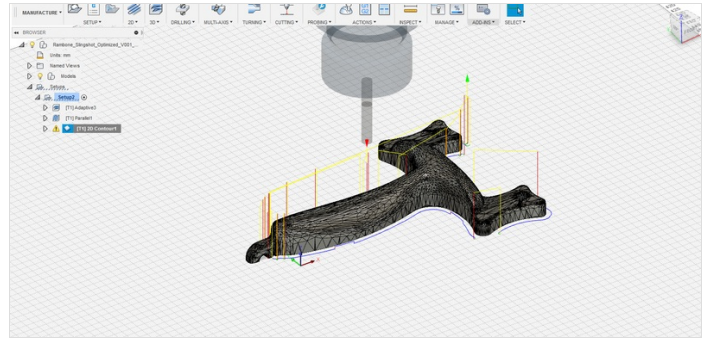 MANUFACTURE
SETUP
2D
3D
DRILLING
MULTI-AXIS
TURNING
CUTTING
PROBING
ACTIONS
INSPECT
MANAGE
ADD-INS
SELECT
BROWSER
Units: mm
Named Views
Models
Setups
Setup2
[T1] Adaptive2
[T1] Parallel1
[T1] 2D Contour1